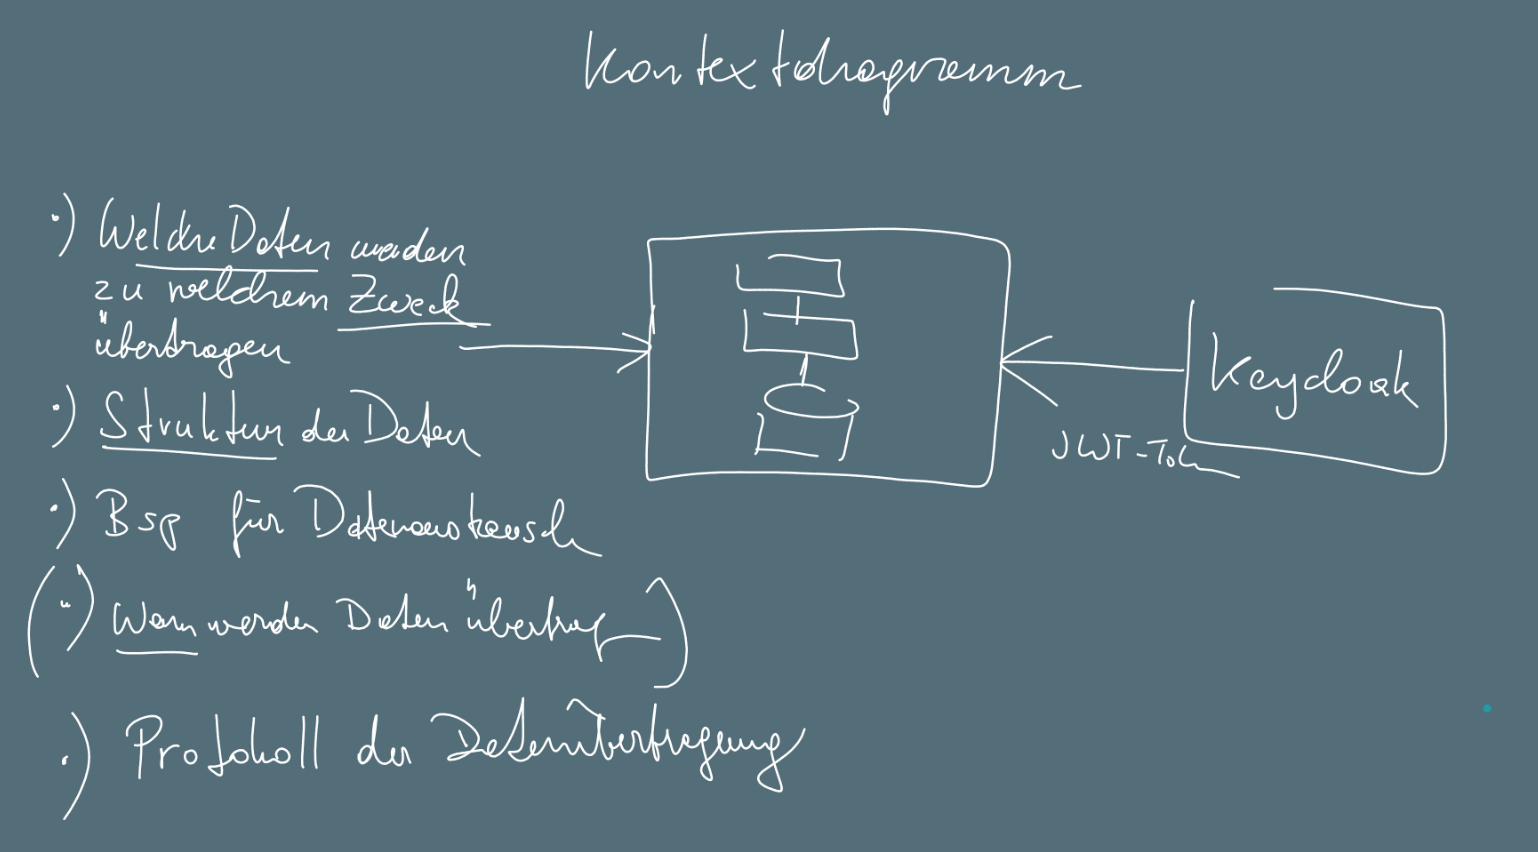 Kontextdiagramm
·) Welche Daten werden
zu welchem Zweck
übertragen
·) Struktur der Daten
·) Bsp für Datenaustausch
(·) Wann werden Daten übertrag)
·) Protokoll der Datenübertragung
Keycloak
JWT-Token